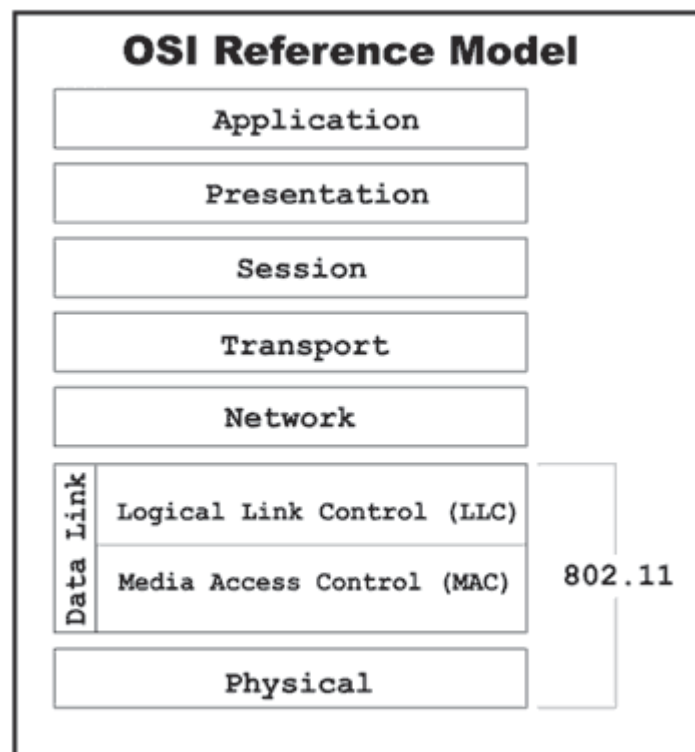 OSI Reference Model
Application
Presentation
Session
Transport
Network
Data Link
Logical Link Control (LLC)
Media Access Control (MAC)
802.11
Physical